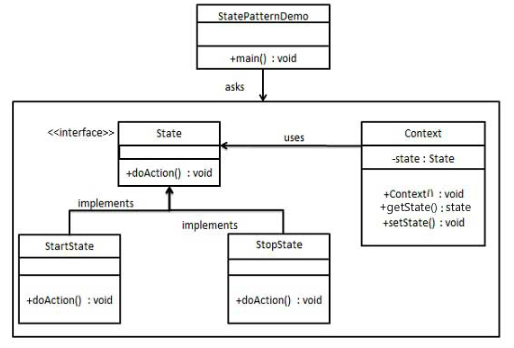 StatePatternDemo
+main() : void
asks
<<interface>>
State
+doAction() : void
uses
Context
-state : State
+Context() : void
+getState() : state
+setState() : void
implements
implements
StartState
+doAction() : void
StopState
+doAction() : void